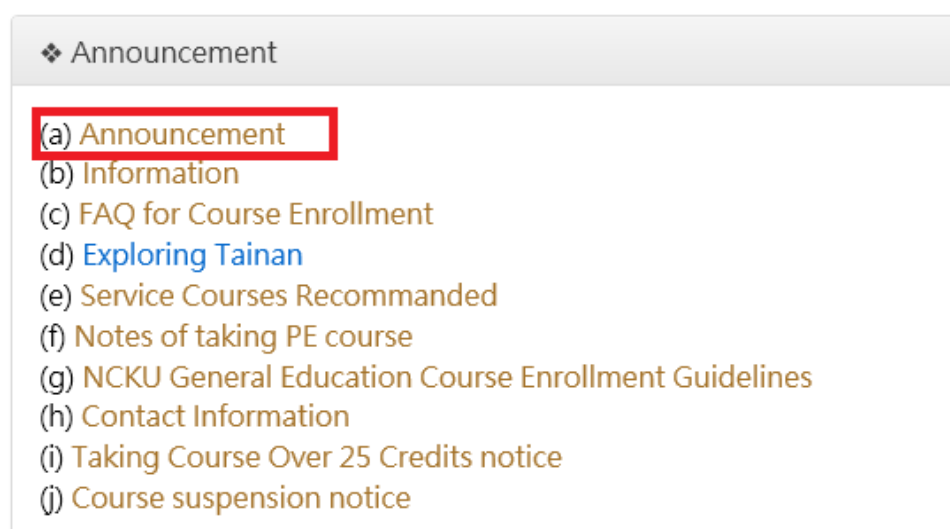 ❖ Announcement
(a) Announcement
(b) Information
(c) FAQ for Course Enrollment
(d) Exploring Tainan
(e) Service Courses Recommanded
(f) Notes of taking PE course
(g) NCKU General Education Course Enrollment Guidelines
(h) Contact Information
(i) Taking Course Over 25 Credits notice
(j) Course suspension notice